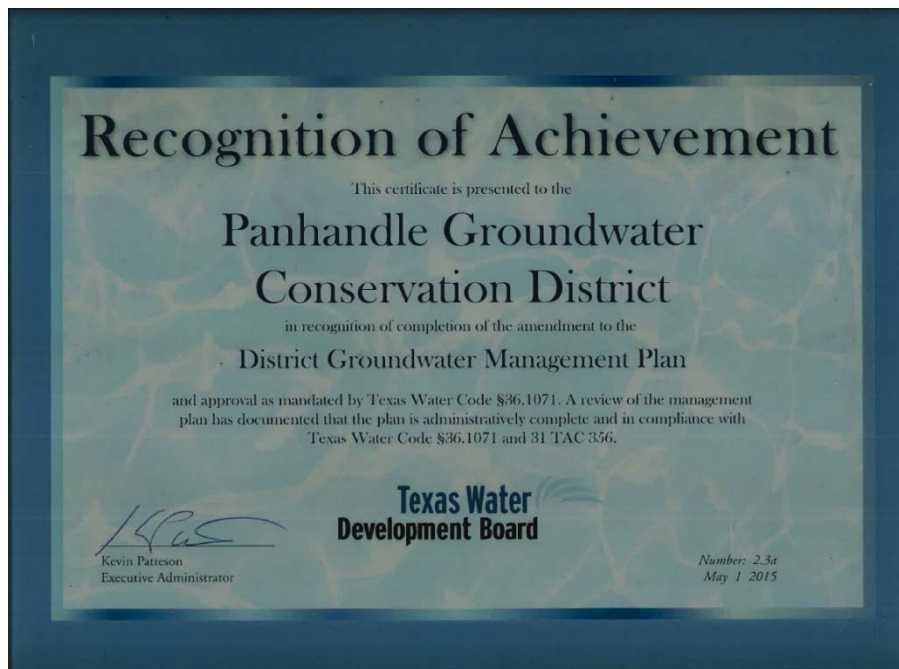 Recognition of Achievement
This certificate is presented to the
Panhandle Groundwater
Conservation District
in recognition of completion of the amendment to the
District Groundwater Management Plan
and approval as mandated by Texas Water Code §36.1071. A review of the management
plan has documented that the plan is administratively complete and in compliance with
Texas Water Code §36.1071 and 31 TAC 356.
Texas Water
Development Board
Kevin Patteson
Executive Administrator
Number: 2.3a
May 1 2015